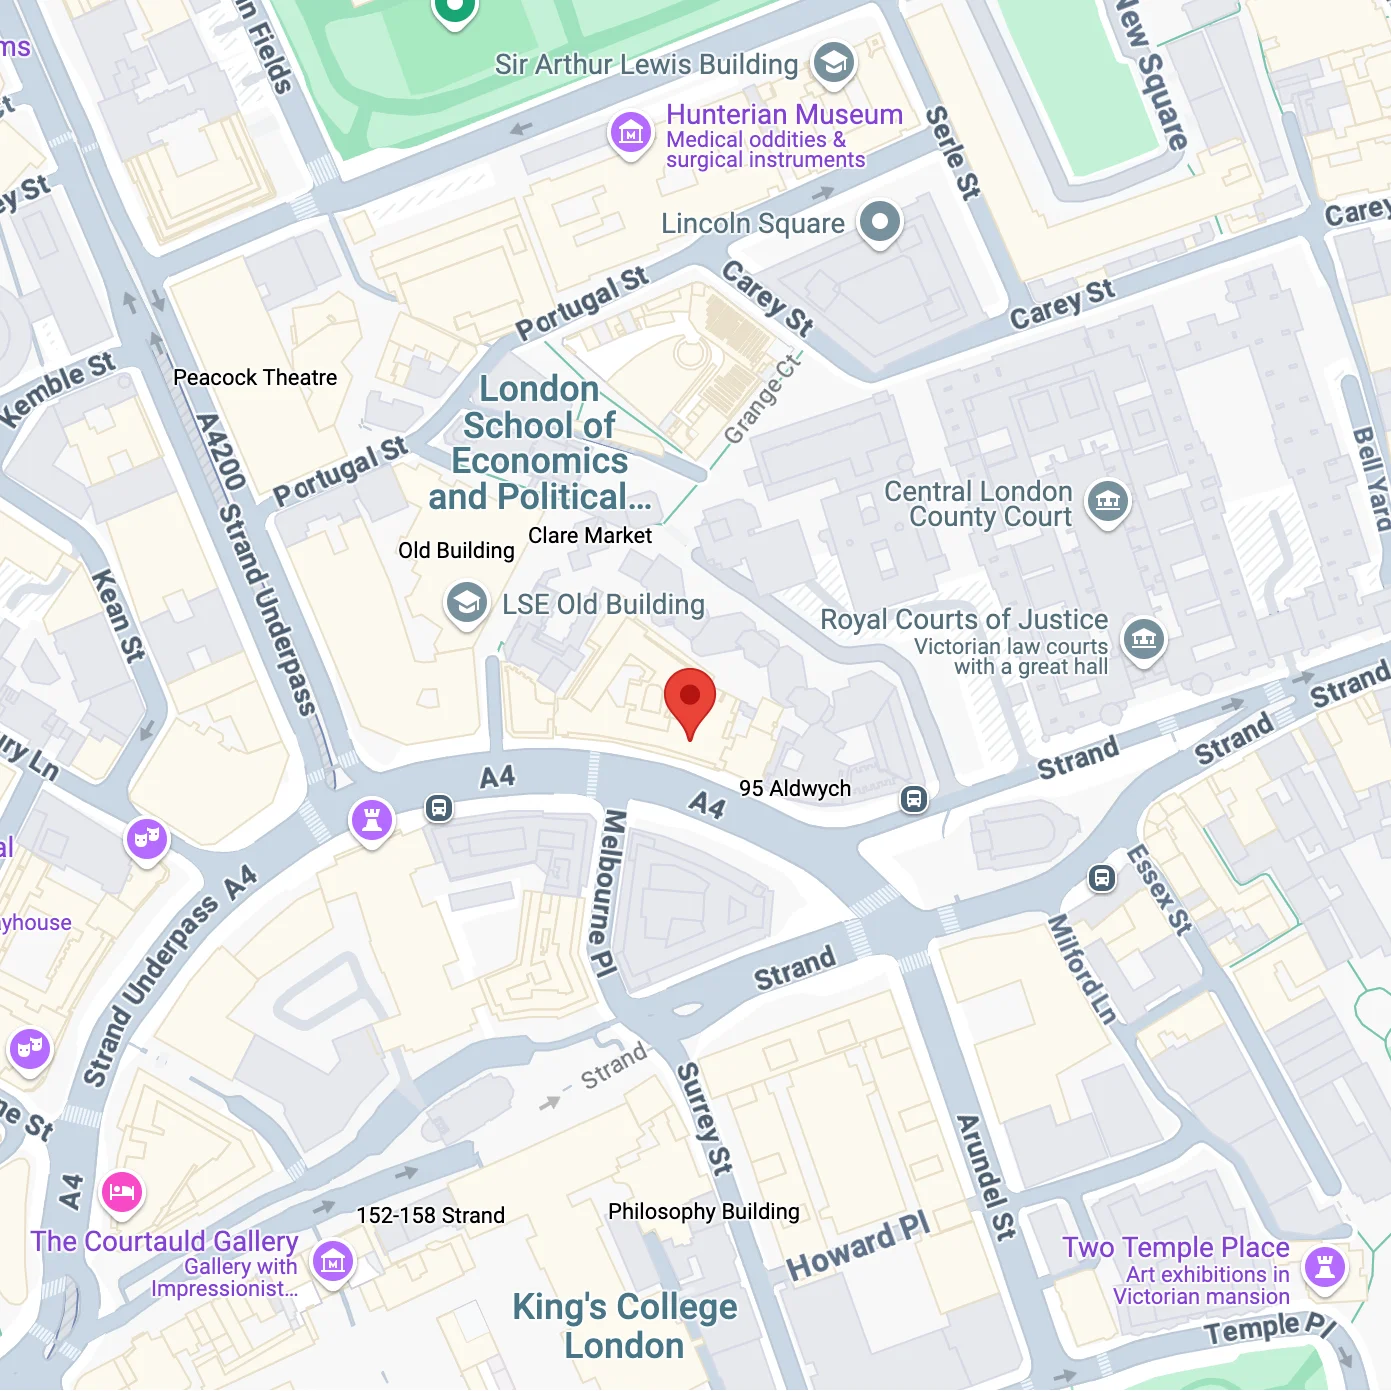 n Fields
New Square
ms
Sir Arthur Lewis Building
Hunterian Museum
Medical oddities &
surgical instruments
Serle St
ey St
Carey
Lincoln Square
Portugal St
Carey St
Carey St
Kemble St
Peacock Theatre
London
School of
Economics
and Political...
Grange Ct
A4200 Strand Underpass
Portugal St
Bell Yard
Central London
County Court
Clare Market
Old Building
LSE Old Building
Kean St
Royal Courts of Justice
Victorian law courts
with a great hall
Strand
Strand
Strand
ury Ln
A4
A4
95 Aldwych
al
Melbourne Pl
Essex St
A4
yhouse
Strand Underpass
Milford Ln
Strand
Strand
Surrey St
ne St
Arundel St
A4
152-158 Strand
Philosophy Building
Howard Pl
The Courtauld Gallery
Gallery with
Impressionist...
Two Temple Place
Art exhibitions in
Victorian mansion
King's College
London
Temple Pl